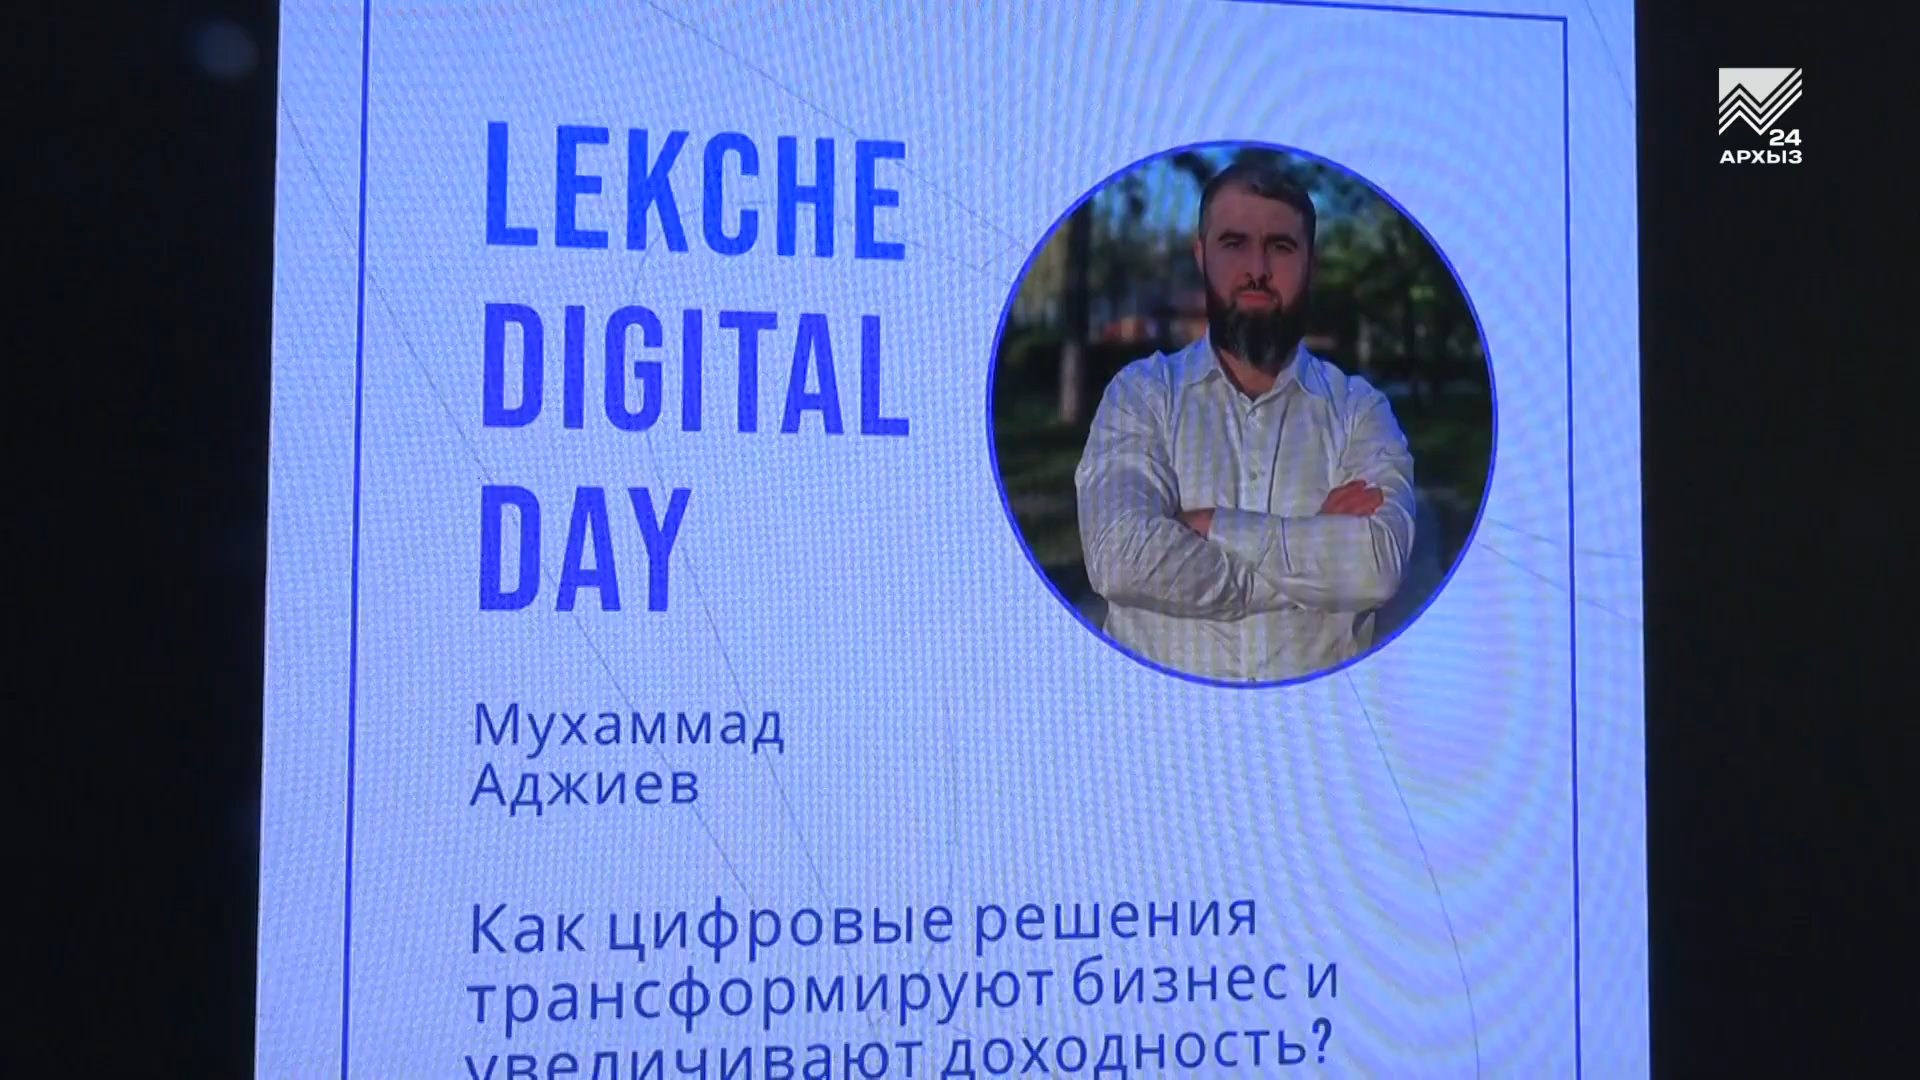 LEKCHE
DIGITAL
DAY
Мухаммад
Аджиев
Как цифровые решения
трансформируют бизнес и
увеличивают доходность?
24
АРХЫЗ